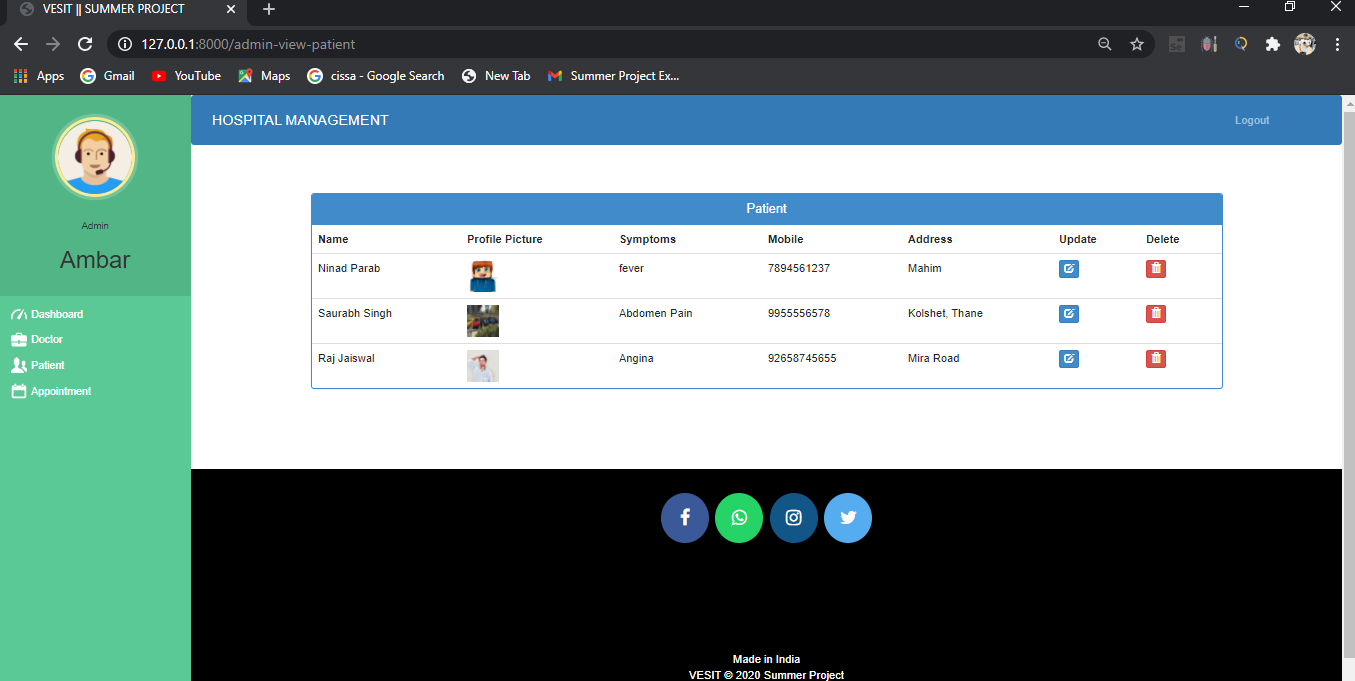 VESIT || SUMMER PROJECT
127.0.0.1:8000/admin-view-patient
Apps Gmail YouTube Maps cissa - Google Search New Tab Summer Project Ex...
HOSPITAL MANAGEMENT Logout
Admin
Ambar
Dashboard
Doctor
Patient
Appointment
Patient
Name Profile Picture Symptoms Mobile Address Update Delete
Ninad Parab fever 7894561237 Mahim
Saurabh Singh Abdomen Pain 9955556578 Kolshet, Thane
Raj Jaiswal Angina 92658745655 Mira Road
Made in India
VESIT © 2020 Summer Project